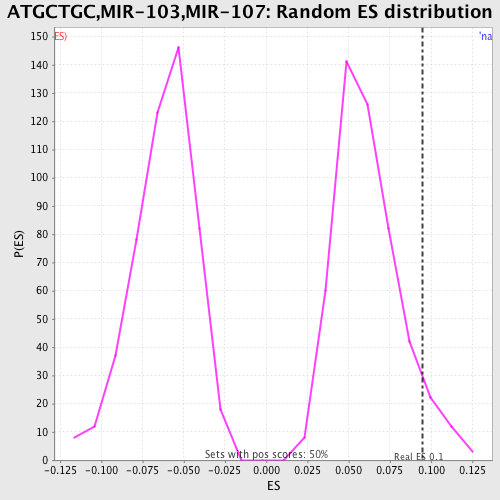 ATGCTGC,MIR-103,MIR-107: Random ES distribution
ES)
'na
150
140
130
120
110
100
90
80
70
60
50
40
30
20
10
0
P(ES)
Sets with pos scores: 50%
Real ES 0.1
-0.125 -0.100 -0.075 -0.050 -0.025 0.000 0.025 0.050 0.075 0.100 0.125
ES